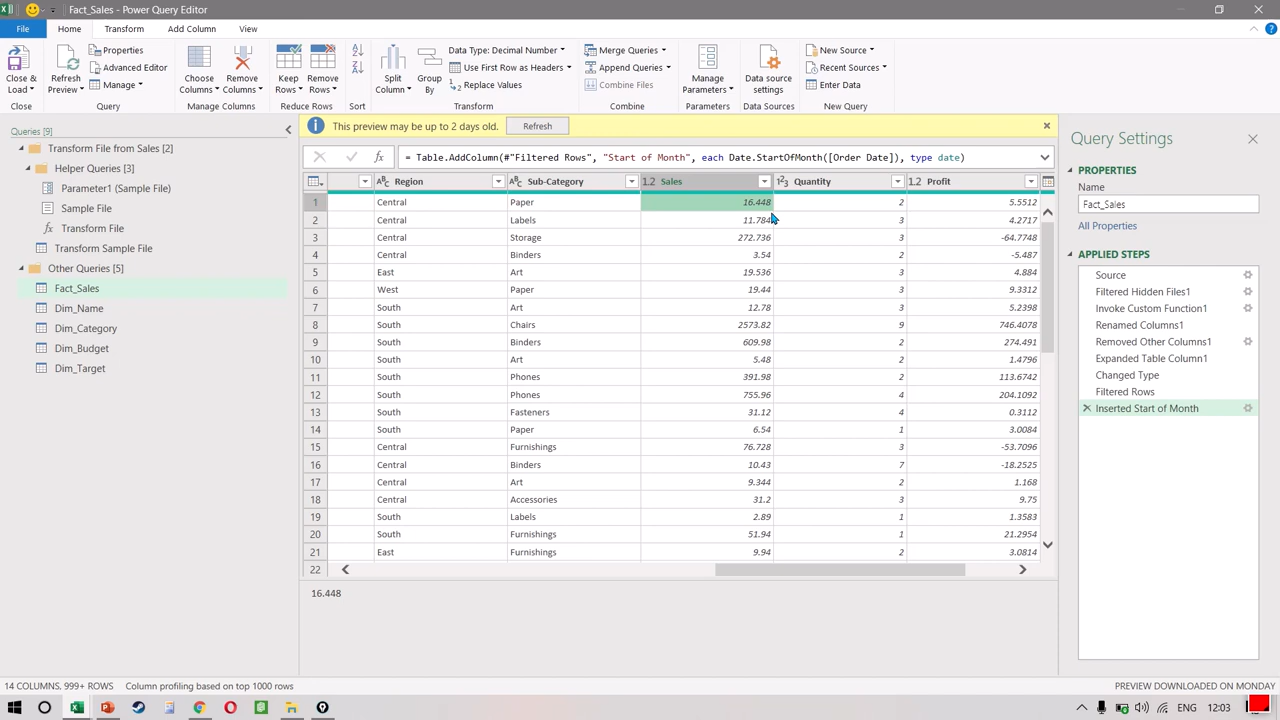 Fact_Sales - Power Query Editor
File Home Transform Add Column View
Close & Load
Close
Refresh Preview
Properties
Advanced Editor
Manage
Query
Choose Columns
Remove Columns
Manage Columns
Keep Rows
Remove Rows
Reduce Rows
Sort
Split Column
Group By
Data Type: Decimal Number
Use First Row as Headers
Replace Values
Transform
Merge Queries
Append Queries
Combine Files
Combine
Manage Parameters
Parameters
Data source settings
Data Sources
New Source
Recent Sources
Enter Data
New Query
Queries [9]
Transform File from Sales [2]
Helper Queries [3]
Parameter1 (Sample File)
Sample File
fx Transform File
Transform Sample File
Other Queries [5]
Fact_Sales
Dim_Name
Dim_Category
Dim_Budget
Dim_Target
This preview may be up to 2 days old. Refresh
fx = Table.AddColumn(#"Filtered Rows", "Start of Month", each Date.StartOfMonth([Order Date]), type date)
ABC Region ABC Sub-Category 1.2 Sales 123 Quantity 1.2 Profit
1 Central Paper 16.448 2 5.5512
2 Central Labels 11.784 3 4.2717
3 Central Storage 272.736 3 -64.7748
4 Central Binders 3.54 2 -5.487
5 East Art 19.536 3 4.884
6 West Paper 19.44 3 9.3312
7 South Art 12.78 3 5.2398
8 South Chairs 2573.82 9 746.4078
9 South Binders 609.98 2 274.491
10 South Art 5.48 2 1.4796
11 South Phones 391.98 2 113.6742
12 South Phones 755.96 4 204.1092
13 South Fasteners 31.12 4 0.3112
14 South Paper 6.54 1 3.0084
15 Central Furnishings 76.728 3 -53.7096
16 Central Binders 10.43 7 -18.2525
17 Central Art 9.344 2 1.168
18 Central Accessories 31.2 3 9.75
19 South Labels 2.89 1 1.3583
20 South Furnishings 51.94 1 21.2954
21 East Furnishings 9.94 2 3.0814
22
16.448
Query Settings
PROPERTIES
Name
Fact_Sales
All Properties
APPLIED STEPS
Source
Filtered Hidden Files1
Invoke Custom Function1
Renamed Columns1
Removed Other Columns1
Expanded Table Column1
Changed Type
Filtered Rows
Inserted Start of Month
14 COLUMNS, 999+ ROWS Column profiling based on top 1000 rows PREVIEW DOWNLOADED ON MONDAY
ENG 12:03